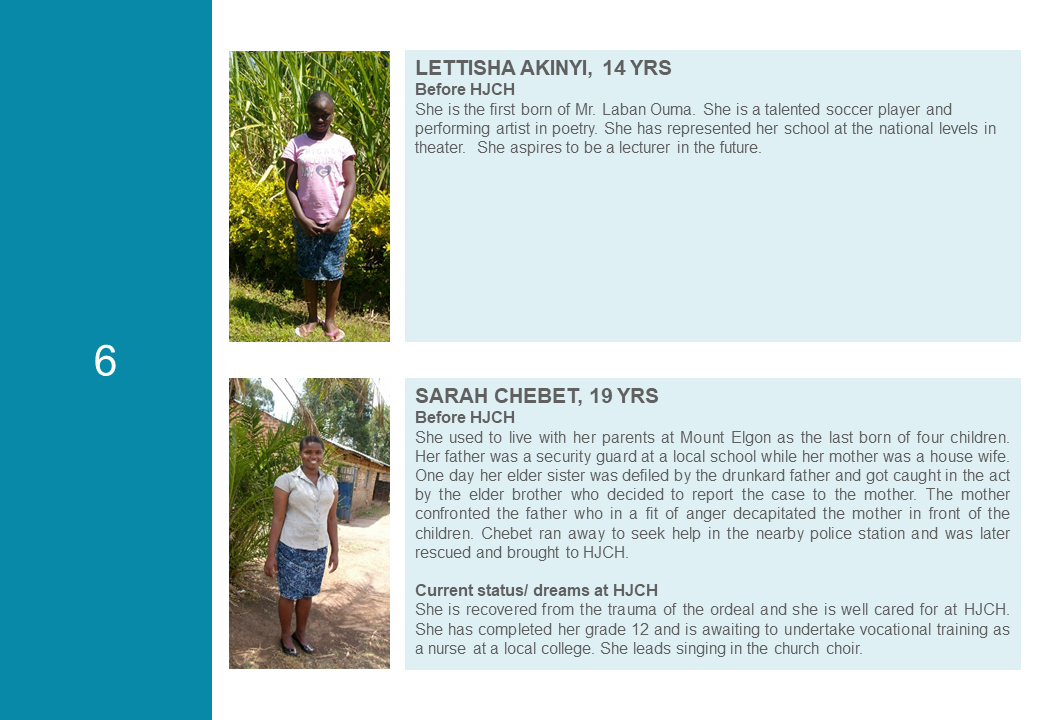 LETTISHA AKINYI, 14 YRS
Before HJCH
She is the first born of Mr. Laban Ouma. She is a talented soccer player and
performing artist in poetry. She has represented her school at the national levels in
theater. She aspires to be a lecturer in the future.
6
SARAH CHEBET, 19 YRS
Before HJCH
She used to live with her parents at Mount Elgon as the last born of four children.
Her father was a security guard at a local school while her mother was a house wife.
One day her elder sister was defiled by the drunkard father and got caught in the act
by the elder brother who decided to report the case to the mother. The mother
confronted the father who in a fit of anger decapitated the mother in front of the
children. Chebet ran away to seek help in the nearby police station and was later
rescued and brought to HJCH.
Current status/ dreams at HJCH
She is recovered from the trauma of the ordeal and she is well cared for at HJCH.
She has completed her grade 12 and is awaiting to undertake vocational training as
a nurse at a local college. She leads singing in the church choir.